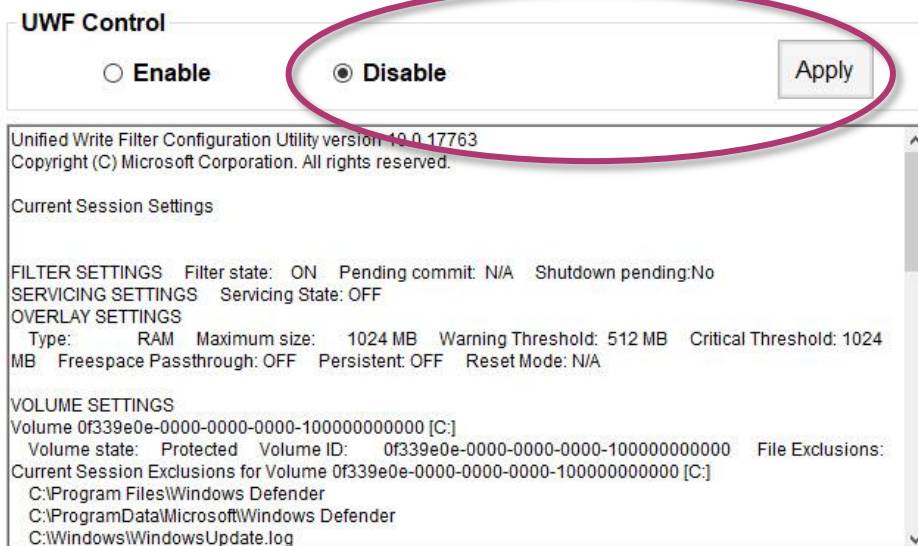 UWF Control
Enable Disable Apply
Unified Write Filter Configuration Utility version 10.0.17763
Copyright (C) Microsoft Corporation. All rights reserved.
Current Session Settings
FILTER SETTINGS Filter state: ON Pending commit: N/A Shutdown pending:No
SERVICING SETTINGS Servicing State: OFF
OVERLAY SETTINGS
Type: RAM Maximum size: 1024 MB Warning Threshold: 512 MB Critical Threshold: 1024
MB Freespace Passthrough: OFF Persistent: OFF Reset Mode: N/A
VOLUME SETTINGS
Volume 0f339e0e-0000-0000-0000-100000000000 [C:]
Volume state: Protected Volume ID: 0f339e0e-0000-0000-0000-100000000000 File Exclusions:
Current Session Exclusions for Volume 0f339e0e-0000-0000-0000-100000000000 [C:]
C:\Program Files\Windows Defender
C:\ProgramData\Microsoft\Windows Defender
C:\Windows\WindowsUpdate.log